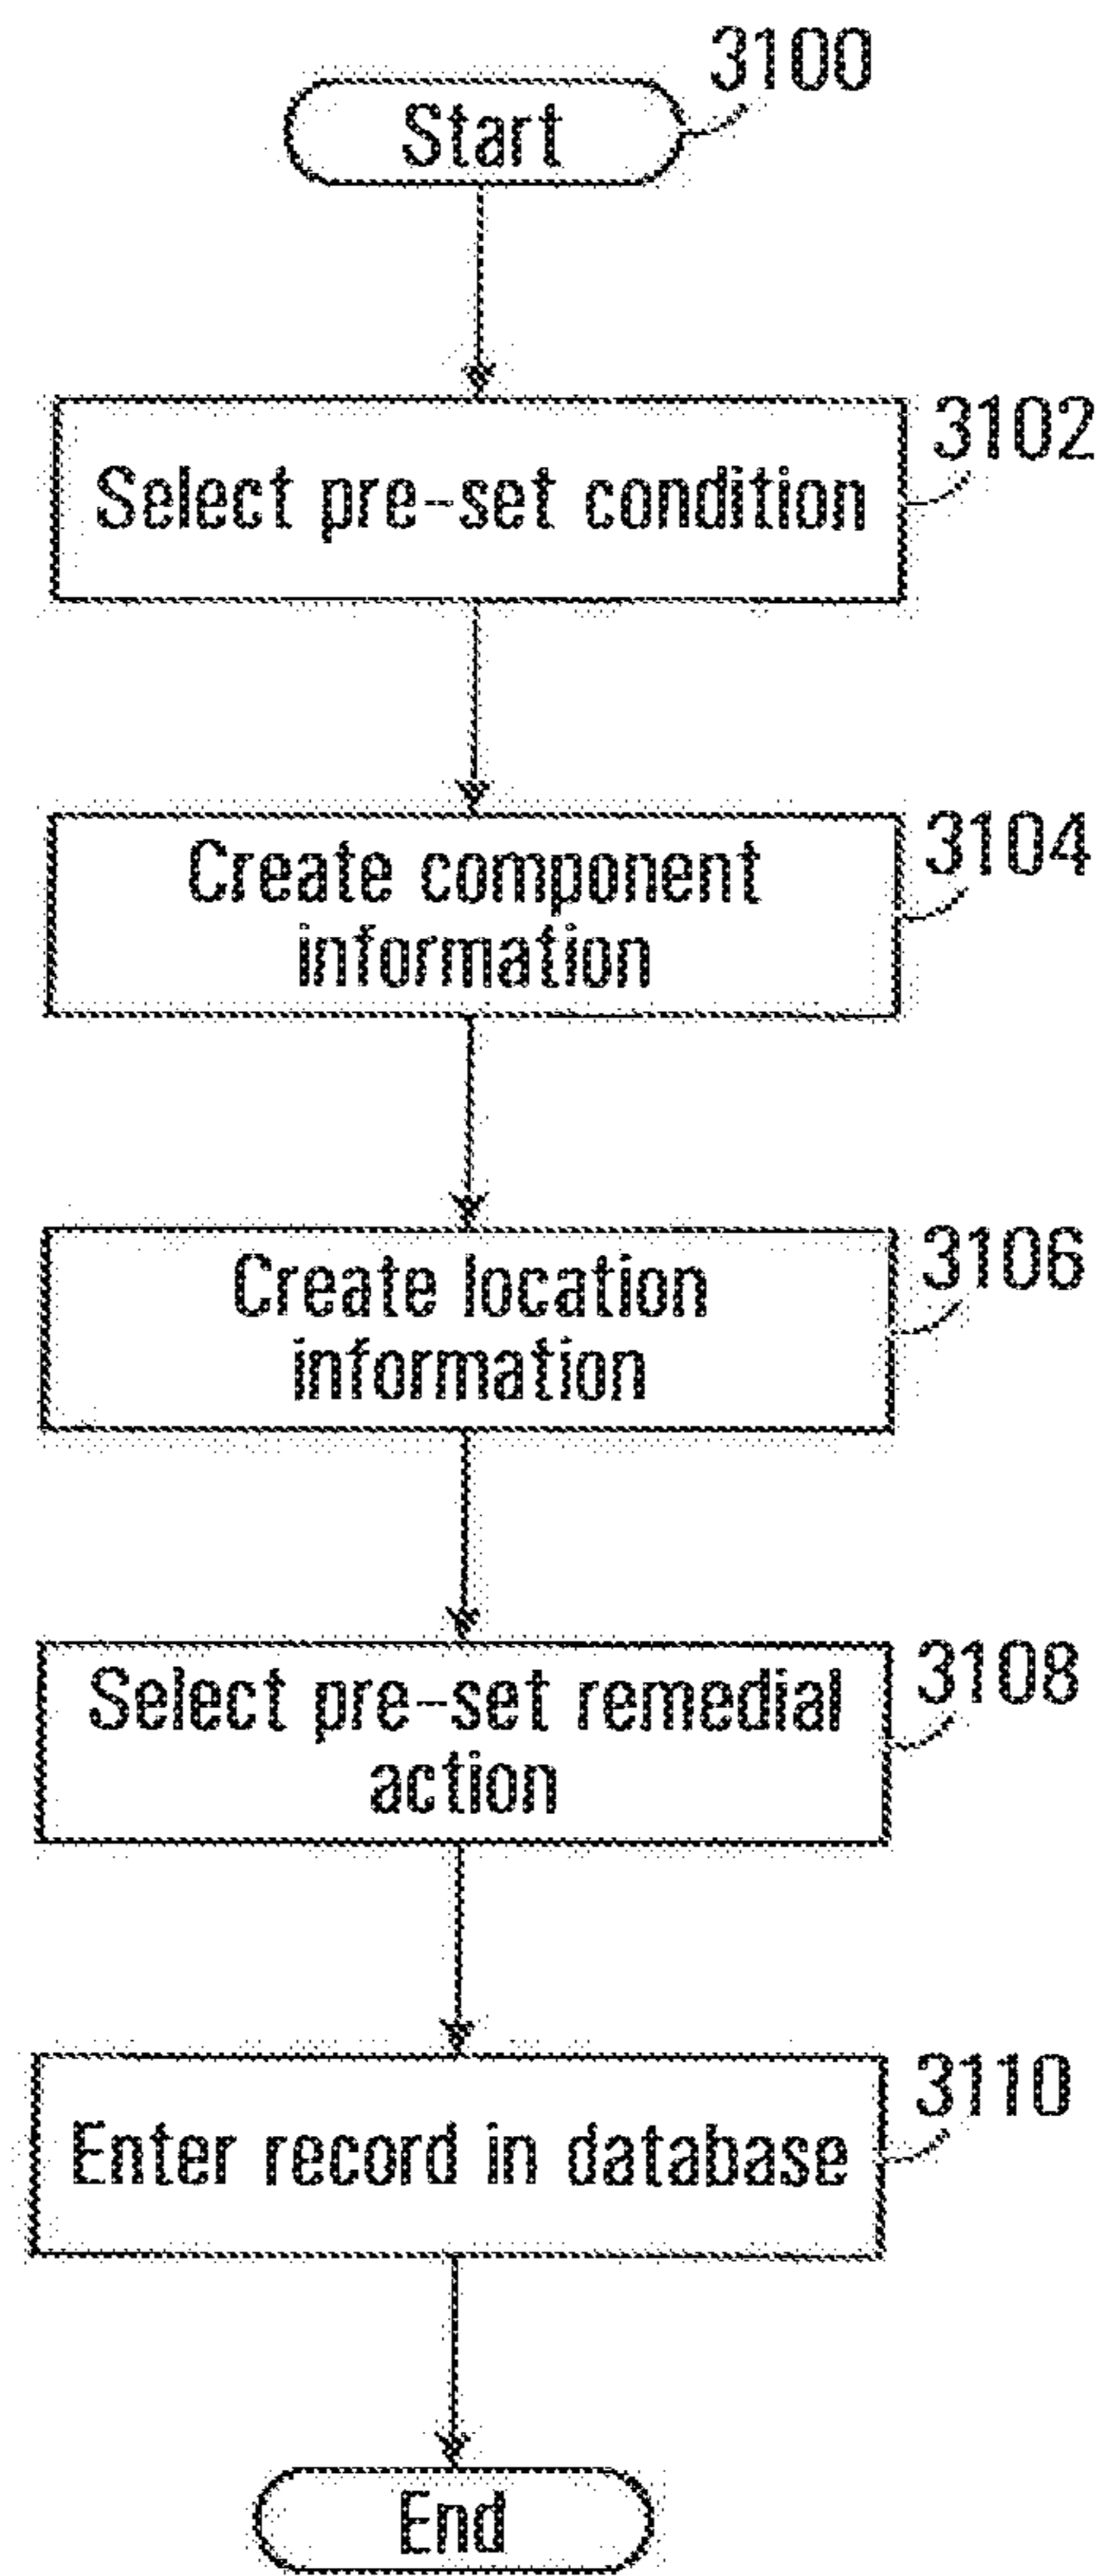 3100
Start
3102
Select pre-set condition
3104
Create component
information
3106
Create location
information
3108
Select pre-set remedial
action
3110
Enter record in database
End